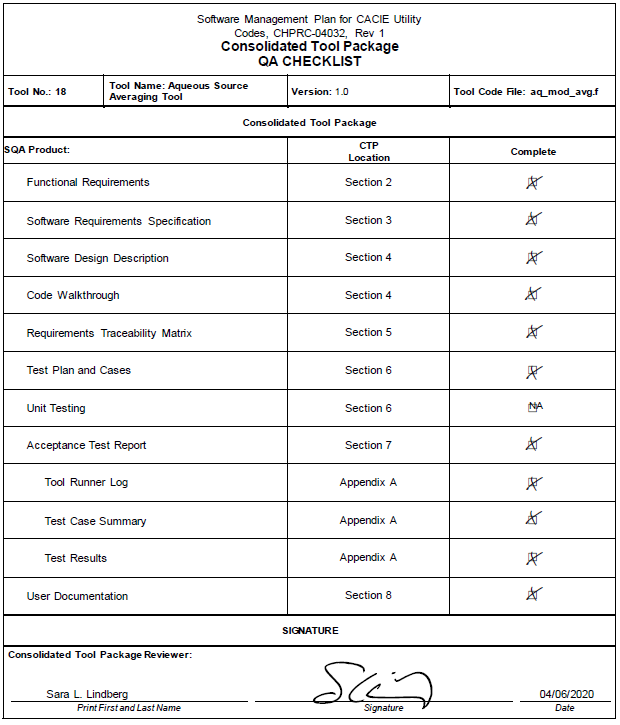 Software Management Plan for CACIE Utility
Codes, CHPRC-04032, Rev 1
Consolidated Tool Package
QA CHECKLIST
Tool No.: 18
Tool Name: Aqueous Source
Averaging Tool
Version: 1.0
Tool Code File: aq_mod_avg.f
Consolidated Tool Package
SQA Product:
CTP
Location
Complete
Functional Requirements Section 2
Software Requirements Specification Section 3
Software Design Description Section 4
Code Walkthrough Section 4
Requirements Traceability Matrix Section 5
Test Plan and Cases Section 6
Unit Testing Section 6 NA
Acceptance Test Report Section 7
Tool Runner Log Appendix A
Test Case Summary Appendix A
Test Results Appendix A
User Documentation Section 8
SIGNATURE
Consolidated Tool Package Reviewer:
Sara L. Lindberg 04/06/2020
Print First and Last Name Signature Date